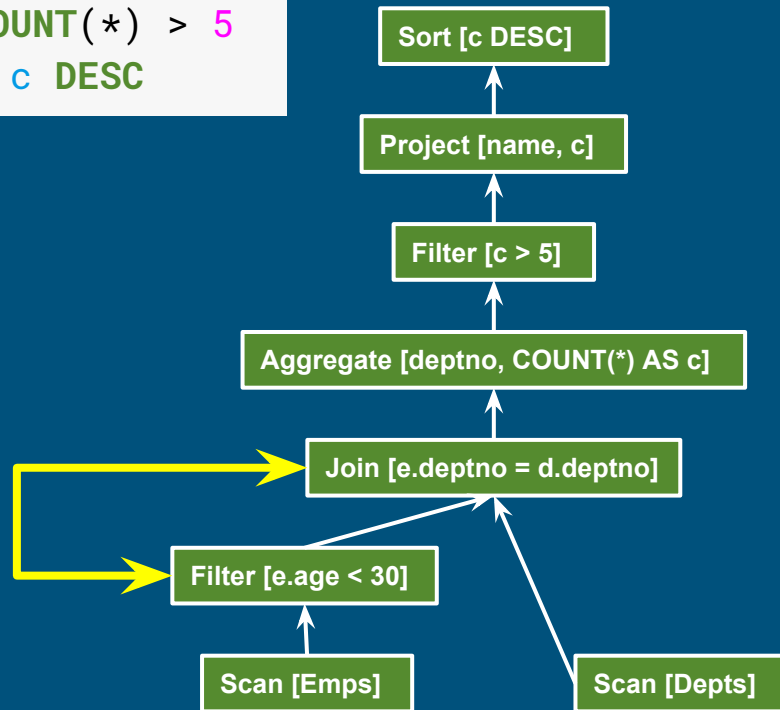 COUNT(*) > 5
c DESC
Sort [c DESC]
Project [name, c]
Filter [c > 5]
Aggregate [deptno, COUNT(*) AS c]
Join [e.deptno = d.deptno]
Filter [e.age < 30]
Scan [Emps]
Scan [Depts]